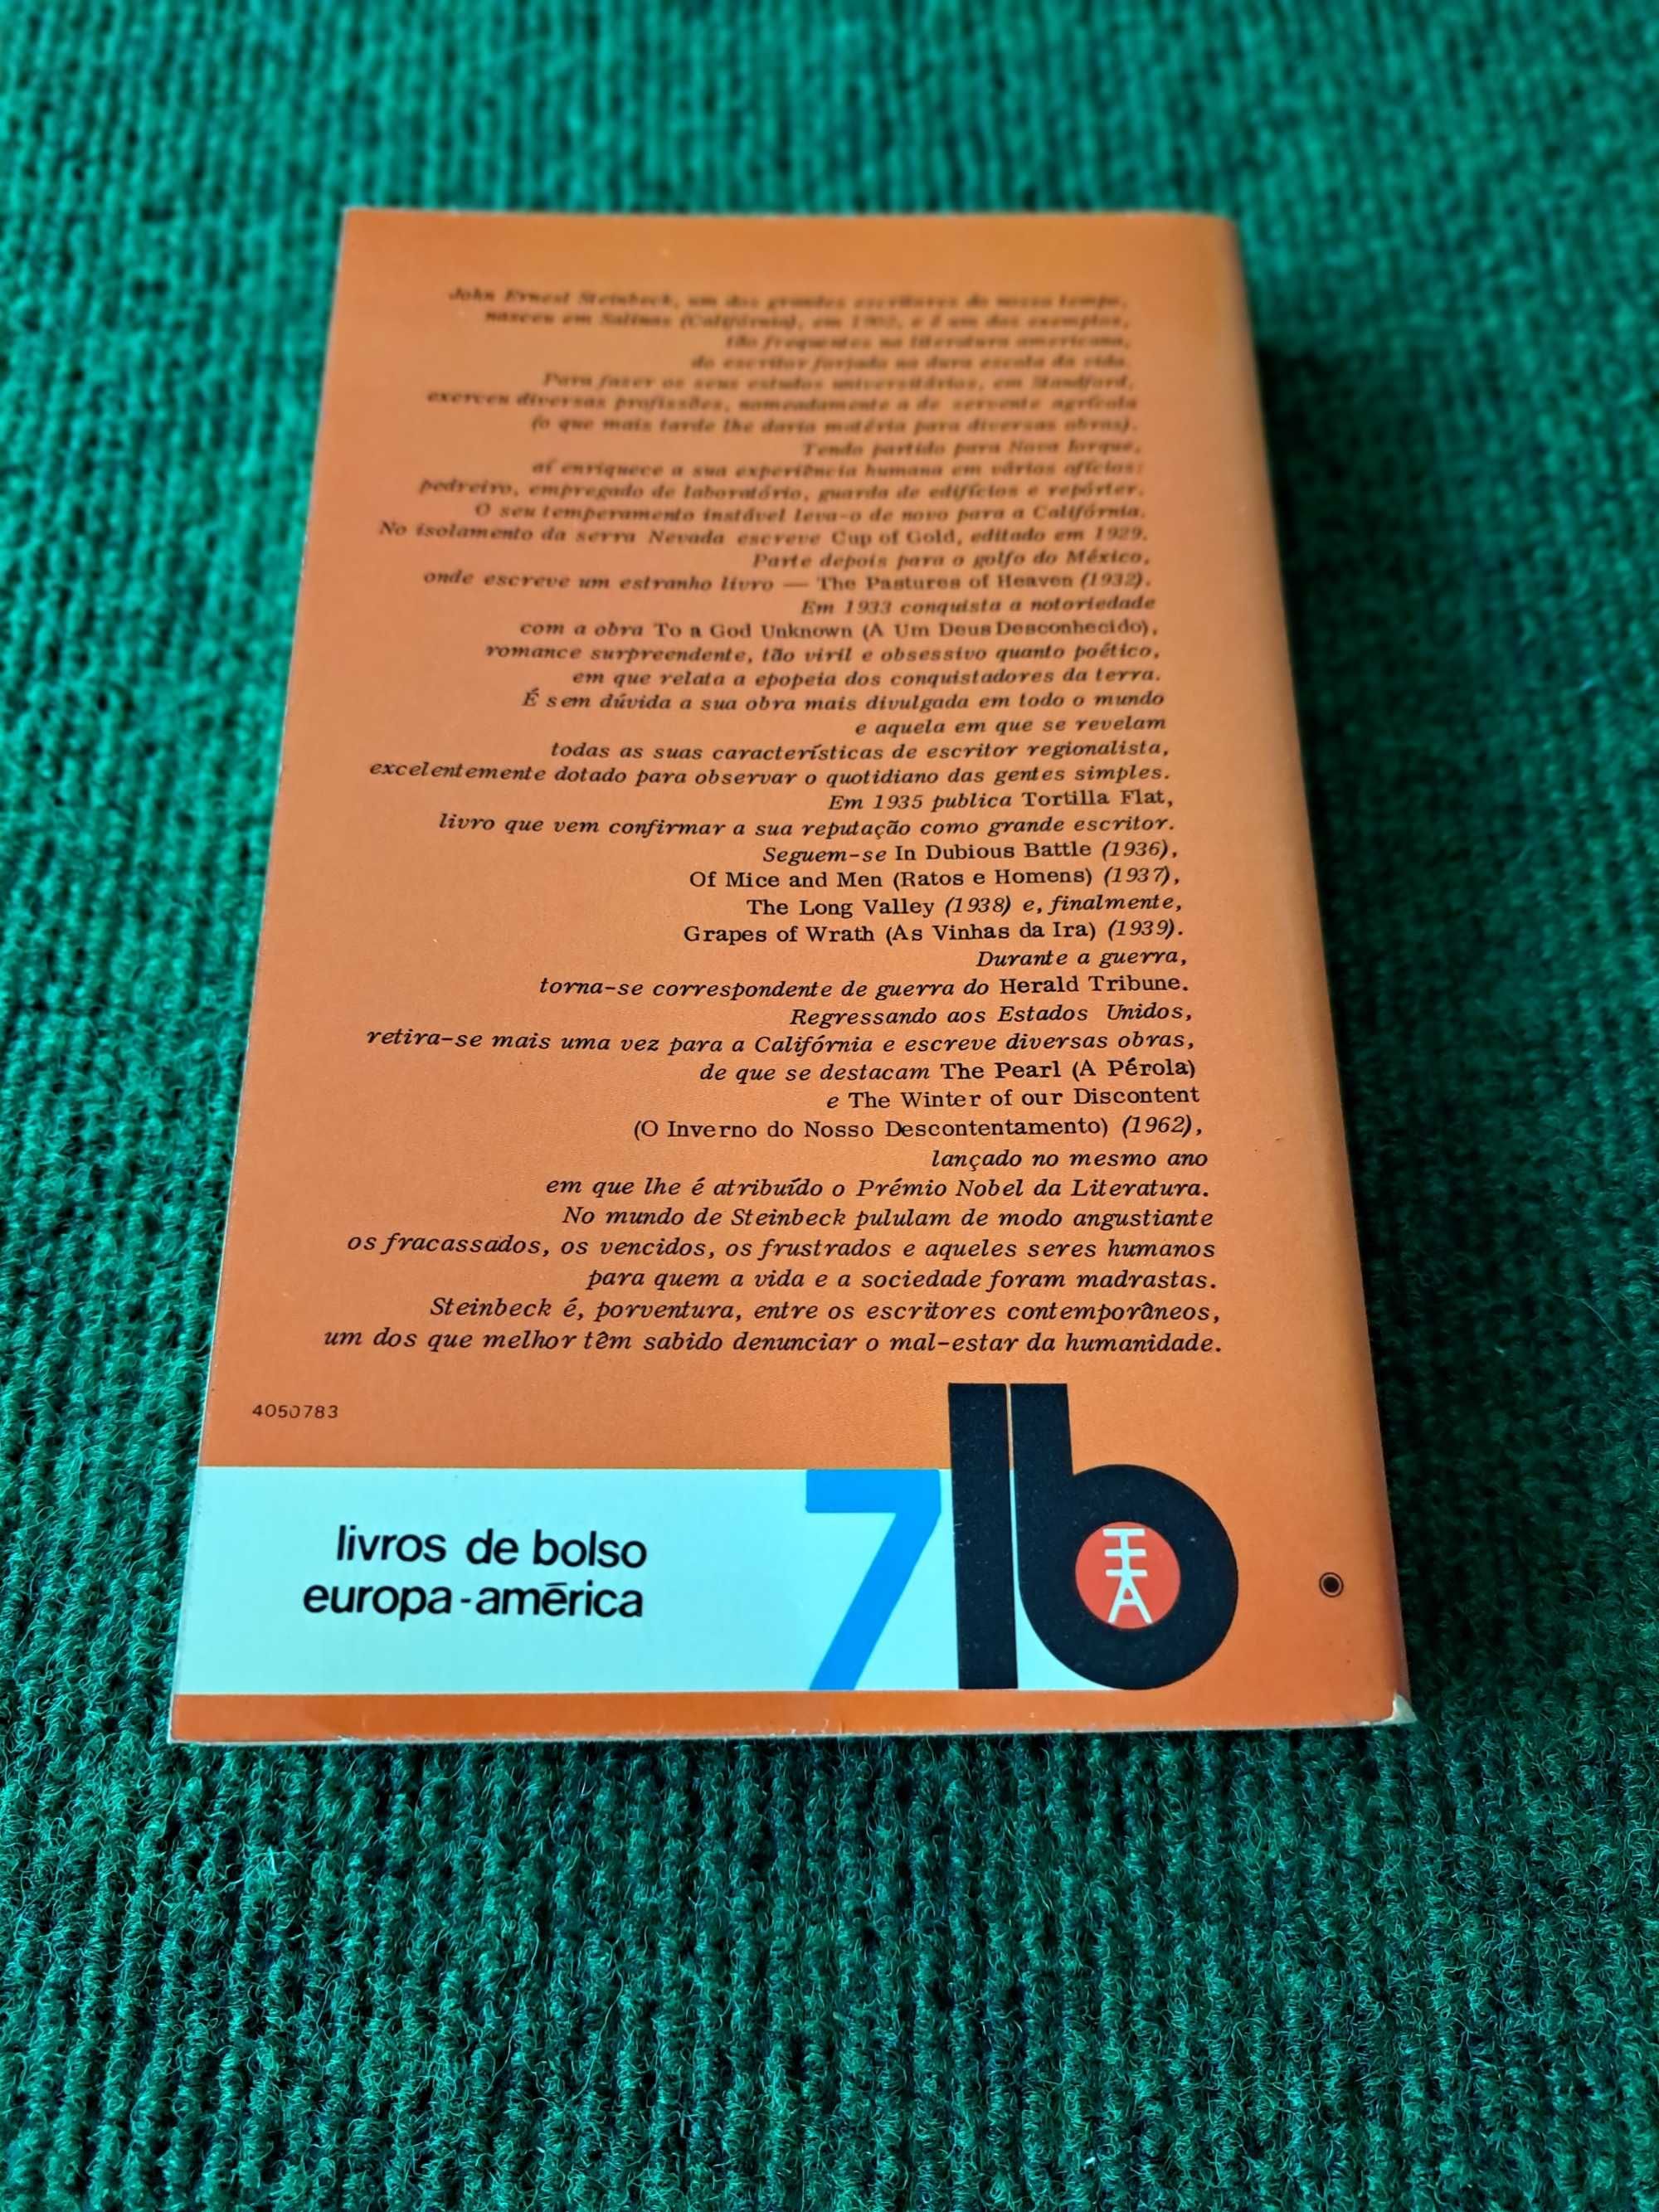 John Ernest Steinbeck, um dos grandes escritores do nosso tempo,
nasceu em Salinas (Califórnia), em 1902, e é um dos exemplos,
tão frequentes na literatura americana,
do escritor forjado na dura escola da vida.
Para fazer os seus estudos universitários, em Standford,
exerceu diversas profissões, nomeadamente a de servente agrícola
(o que mais tarde lhe daria matéria para diversas obras).
Tendo partido para Nova Iorque,
aí enriquece a sua experiência humana em vários ofícios:
pedreiro, empregado de laboratório, guarda de edifícios e repórter.
O seu temperamento instável leva-o de novo para a Califórnia.
No isolamento da serra Nevada escreve Cup of Gold, editado em 1929.
Parte depois para o golfo do México,
onde escreve um estranho livro — The Pastures of Heaven (1932).
Em 1933 conquista a notoriedade
com a obra To a God Unknown (A Um Deus Desconhecido),
romance surpreendente, tão viril e obsessivo quanto poético,
em que relata a epopeia dos conquistadores da terra.
É sem dúvida a sua obra mais divulgada em todo o mundo
e aquela em que se revelam
todas as suas características de escritor regionalista,
excelentemente dotado para observar o quotidiano das gentes simples.
Em 1935 publica Tortilla Flat,
livro que vem confirmar a sua reputação como grande escritor.
Seguem-se In Dubious Battle (1936),
Of Mice and Men (Ratos e Homens) (1937),
The Long Valley (1938) e, finalmente,
Grapes of Wrath (As Vinhas da Ira) (1939).
Durante a guerra,
torna-se correspondente de guerra do Herald Tribune.
Regressando aos Estados Unidos,
retira-se mais uma vez para a Califórnia e escreve diversas obras,
de que se destacam The Pearl (A Pérola)
e The Winter of our Discontent
(O Inverno do Nosso Descontentamento) (1962),
lançado no mesmo ano
em que lhe é atribuído o Prémio Nobel da Literatura.
No mundo de Steinbeck pululam de modo angustiante
os fracassados, os vencidos, os frustrados e aqueles seres humanos
para quem a vida e a sociedade foram madrastas.
Steinbeck é, porventura, entre os escritores contemporâneos,
um dos que melhor têm sabido denunciar o mal-estar da humanidade.
4050783
livros de bolso
europa-américa
7
lb
EA